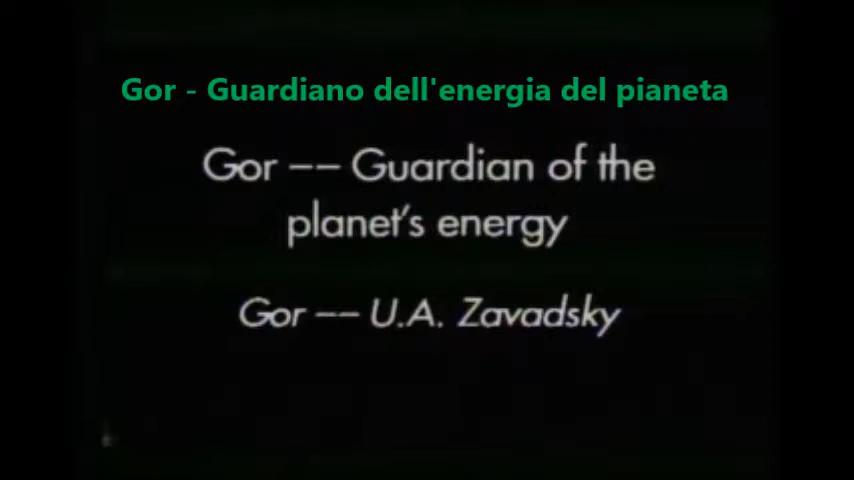 Gor - Guardiano dell'energia del pianeta
Gor –– Guardian of the
planet's energy
Gor –– U.A. Zavadsky